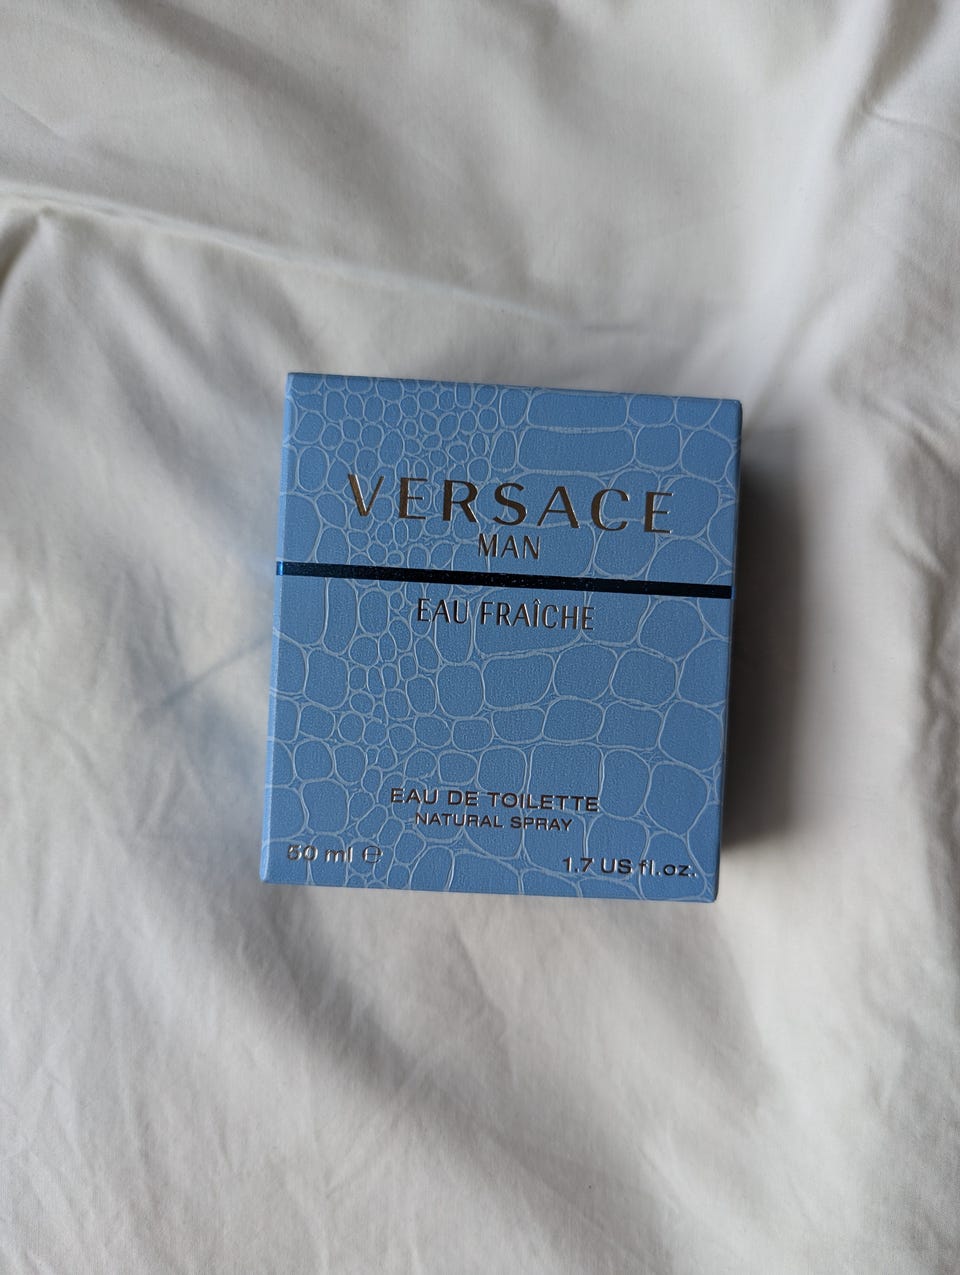 VERSACE
MAN
EAU FRAÎCHE
EAU DE TOILETTE
NATURAL SPRAY
50 ml ℮ 1.7 US fl.oz.